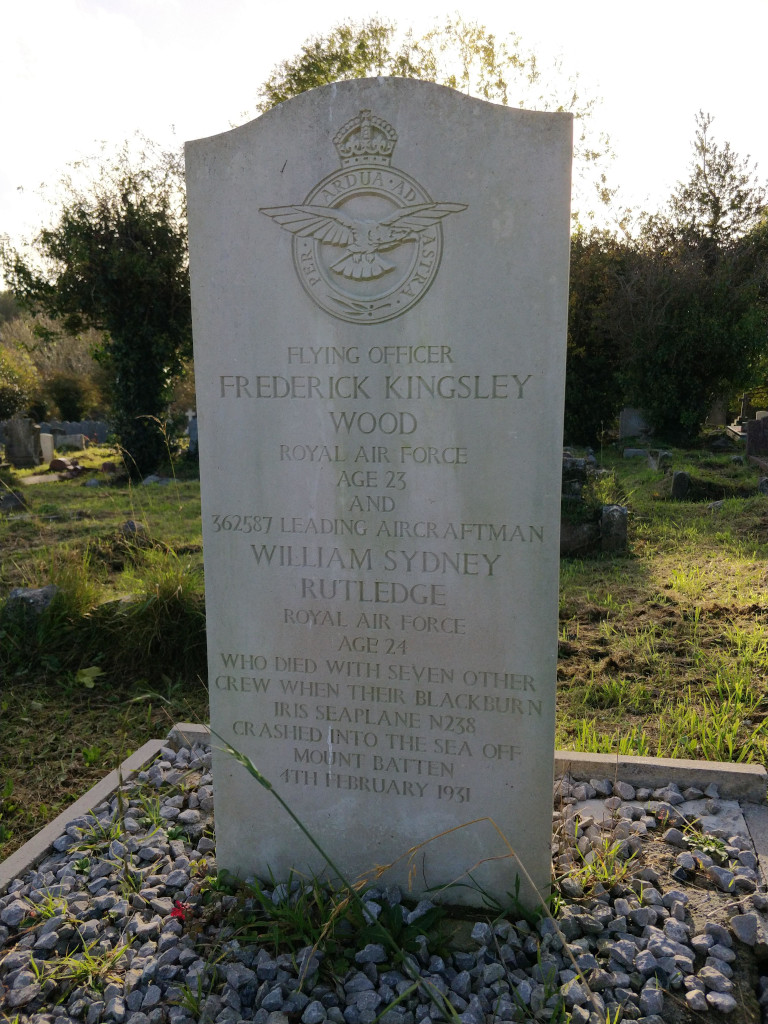 PER · ARDUA · AD · ASTRA
FLYING OFFICER
FREDERICK KINGSLEY
WOOD
ROYAL AIR FORCE
AGE 23
AND
362587 LEADING AIRCRAFTMAN
WILLIAM SYDNEY
RUTLEDGE
ROYAL AIR FORCE
AGE 24
WHO DIED WITH SEVEN OTHER
CREW WHEN THEIR BLACKBURN
IRIS SEAPLANE N238
CRASHED INTO THE SEA OFF
MOUNT BATTEN
4TH FEBRUARY 1931